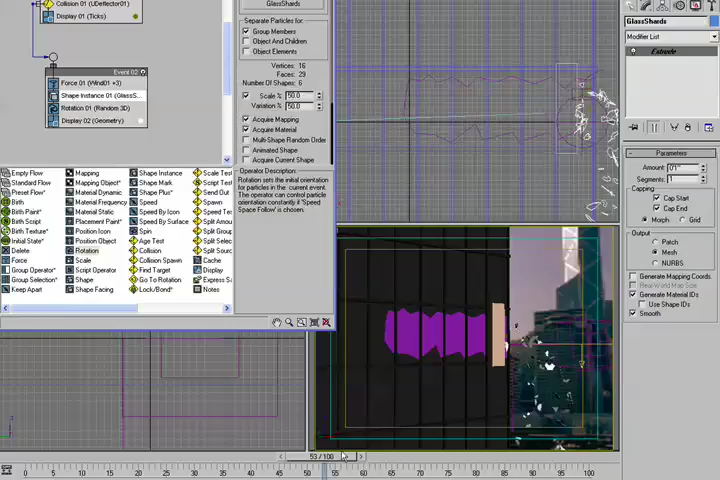 Collision 01 (UDeflector01)
Display 01 (Ticks)
Event 02
Force 01 (Wind01 +3)
Shape Instance 01 (GlassS...
Rotation 01 (Random 3D)
Display 02 (Geometry)
GlassShards
Separate Particles for:
Group Members
Object And Children
Object Elements
Vertices: 16
Faces: 29
Number Of Shapes: 6
Scale % 50.0
Variation % 50.0
Acquire Mapping
Acquire Material
Multi-Shape Random Order
Animated Shape
Acquire Current Shape
Operator Description:
Rotation sets the initial orientation
for particles in the current event.
The operator can control particle
orientation constantly if 'Speed
Space Follow' is chosen.
Empty Flow
Standard Flow
Preset Flow*
Birth
Birth Paint*
Birth Script
Birth Texture*
Initial State*
Delete
Force
Group Operator*
Group Selection*
Keep Apart
Mapping
Mapping Object*
Material Dynamic
Material Frequency
Material Static
Placement Paint*
Position Icon
Position Object
Rotation
Scale
Script Operator
Shape
Shape Facing
Shape Instance
Shape Mark
Shape Plus*
Speed
Speed By Icon
Speed By Surface
Spin
Age Test
Collision
Collision Spawn
Find Target
Go To Rotation
Lock/Bond*
Scale Test
Script Test
Send Out
Spawn
Speed Test
Split Amount
Split Group
Split Selected
Split Source
Cache
Display
Express S
Notes
GlassShards
Modifier List
Extrude
Parameters
Amount: 0'1"
Segments: 1
Capping
Cap Start
Cap End
Morph
Grid
Output
Patch
Mesh
NURBS
Generate Mapping Coords.
Real-World Map Size
Generate Material IDs
Use Shape IDs
Smooth
53 / 100
0 5 10 15 20 25 30 35 40 45 50 55 60 65 70 75 80 85 90 95 100